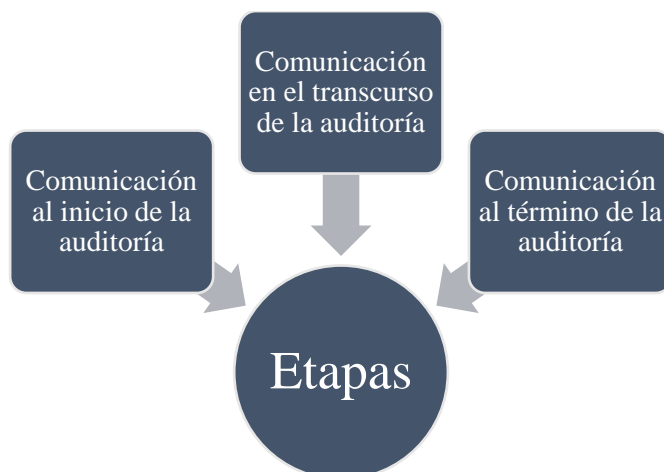 Comunicación
en el transcurso
de la auditoría
Comunicación
al inicio de la
auditoría
Comunicación
al término de la
auditoría
Etapas